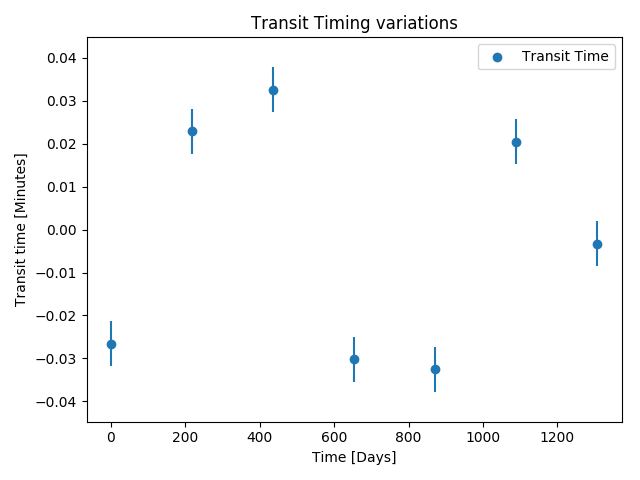 Transit Timing variations
Transit Time
Transit time [Minutes]
0.04
0.03
0.02
0.01
0.00
−0.01
−0.02
−0.03
−0.04
0 200 400 600 800 1000 1200
Time [Days]